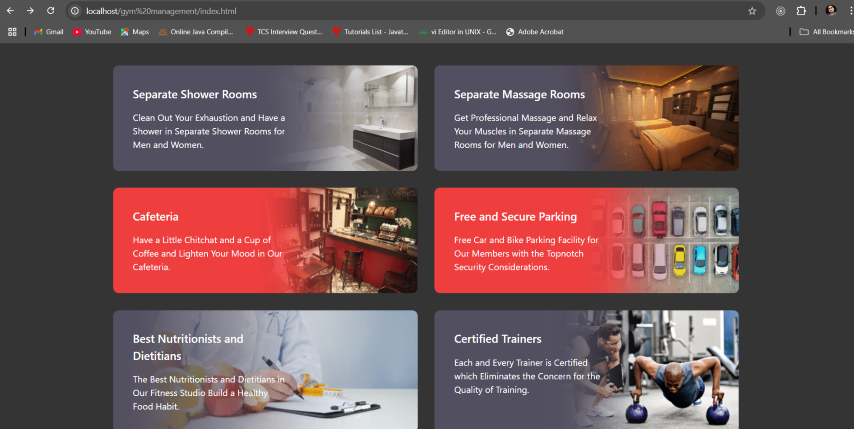 localhost/gym%20management/index.html
Gmail
YouTube
Maps
Online Java Compil...
TCS Interview Quest...
Tutorials List - Javat...
vi Editor in UNIX - G...
Adobe Acrobat
All Bookmarks
Separate Shower Rooms
Clean Out Your Exhaustion and Have a
Shower in Separate Shower Rooms for
Men and Women.
Separate Massage Rooms
Get Professional Massage and Relax
Your Muscles in Separate Massage
Rooms for Men and Women.
Cafeteria
Have a Little Chitchat and a Cup of
Coffee and Lighten Your Mood in Our
Cafeteria.
Free and Secure Parking
Free Car and Bike Parking Facility for
Our Members with the Topnotch
Security Considerations.
Best Nutritionists and
Dietitians
The Best Nutritionists and Dietitians in
Our Fitness Studio Build a Healthy
Food Habit.
Certified Trainers
Each and Every Trainer is Certified
which Eliminates the Concern for the
Quality of Training.